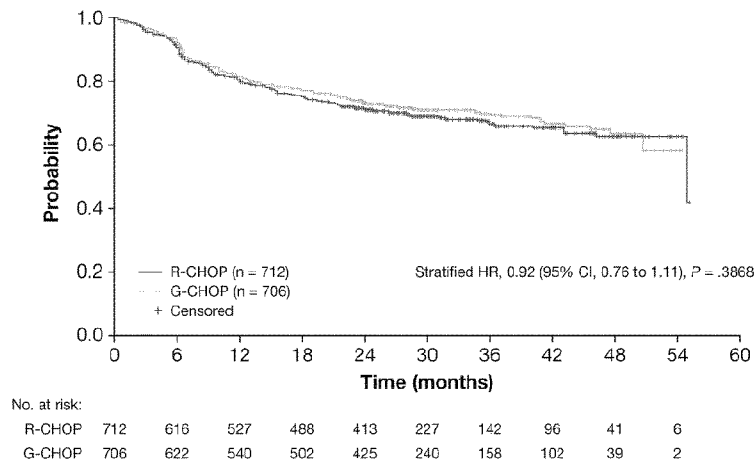 1.0
0.8
0.6
0.4
0.2
0.0
Probability
R-CHOP (n = 712)
G-CHOP (n = 706)
+ Censored
Stratified HR, 0.92 (95% CI, 0.76 to 1.11), P = .3868
0 6 12 18 24 30 36 42 48 54 60
Time (months)
No. at risk:
R-CHOP 712 616 527 488 413 227 142 96 41 6
G-CHOP 706 622 540 502 425 240 158 102 39 2